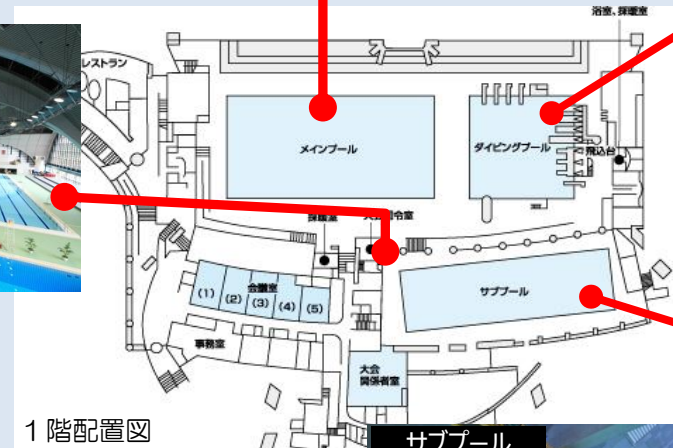 浴室、採暖室
レストラン
メインプール
ダイビングプール
飛込台
採暖室
大会司令室
サブプール
会議室
(1)
(2)
(3)
(4)
(5)
事務室
大会
関係者室
1階配置図
サブプール